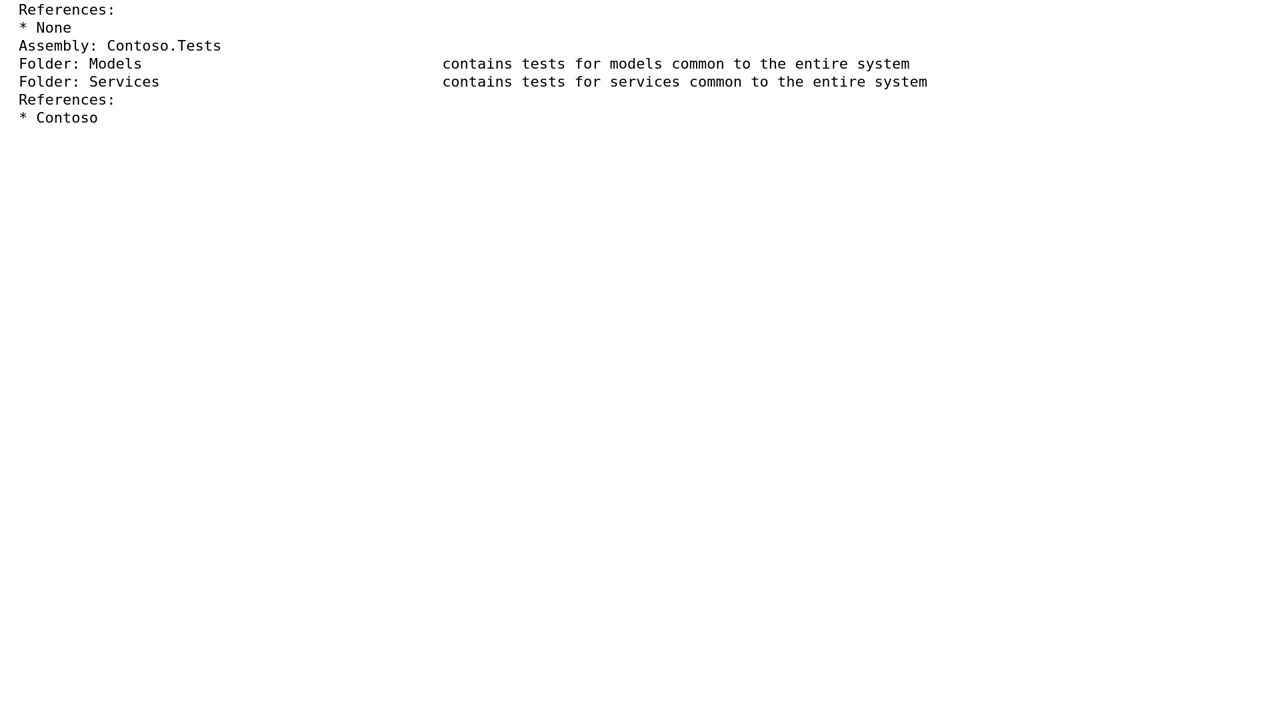 References:
* None
Assembly: Contoso.Tests
Folder: Models                                  contains tests for models common to the entire system
Folder: Services                                contains tests for services common to the entire system
References:
* Contoso